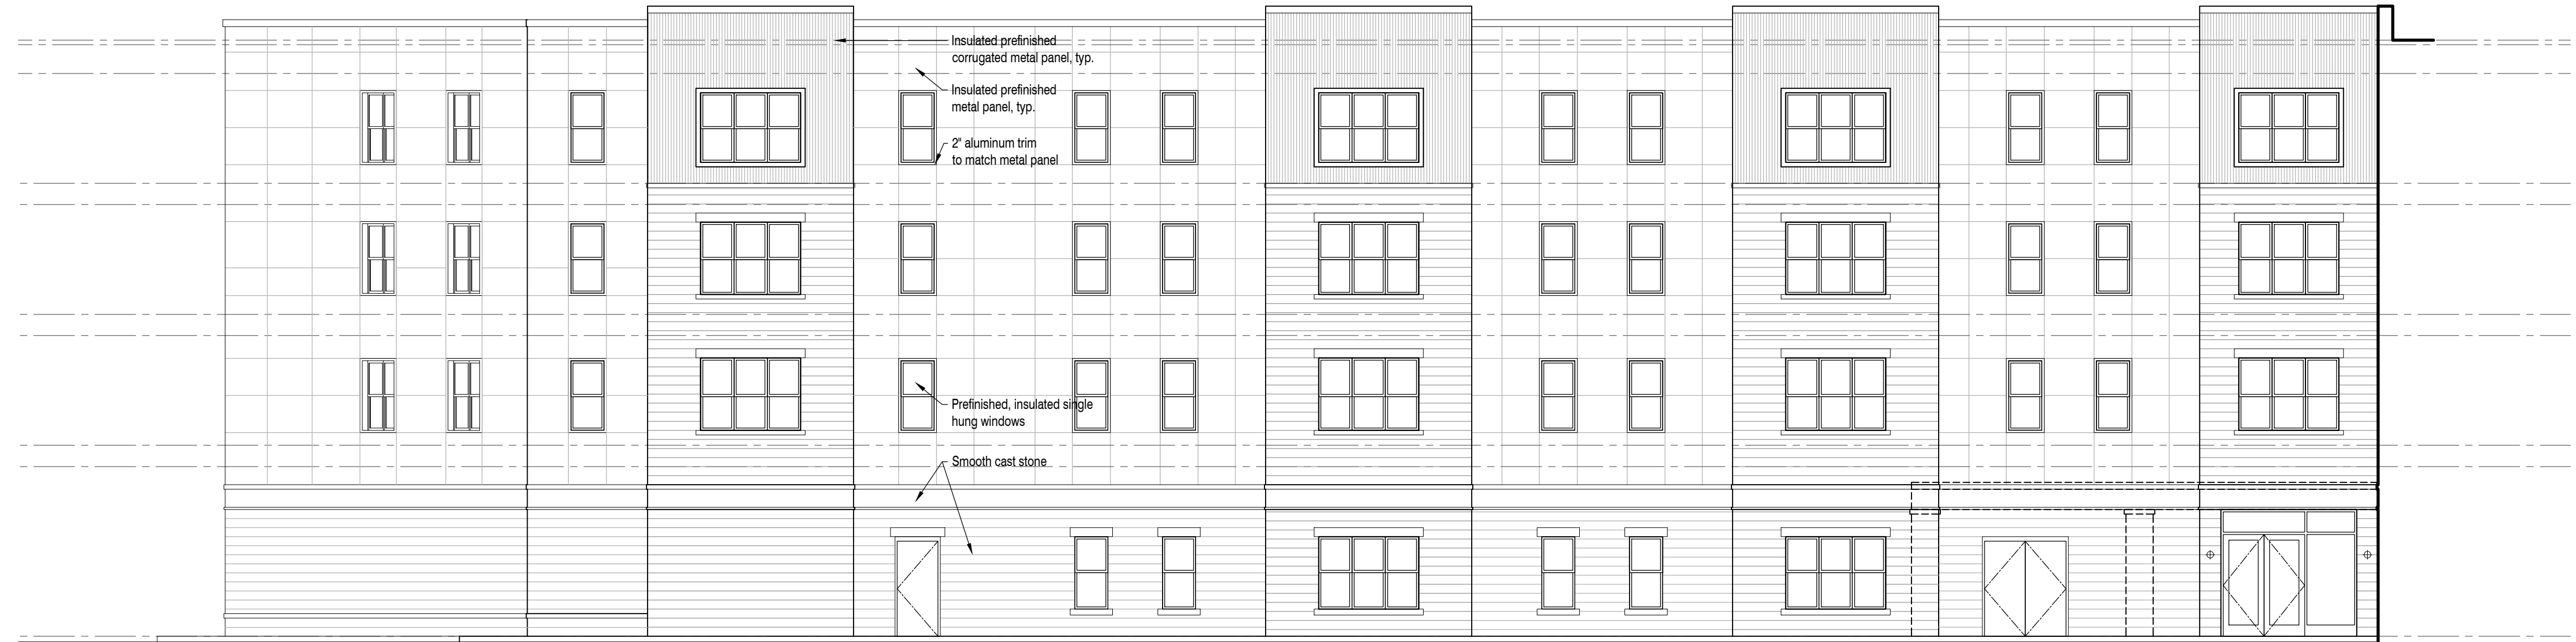 Insulated prefinished
corrugated metal panel, typ.
Insulated prefinished
metal panel, typ.
2" aluminum trim
to match metal panel
Prefinished, insulated single
hung windows
Smooth cast stone